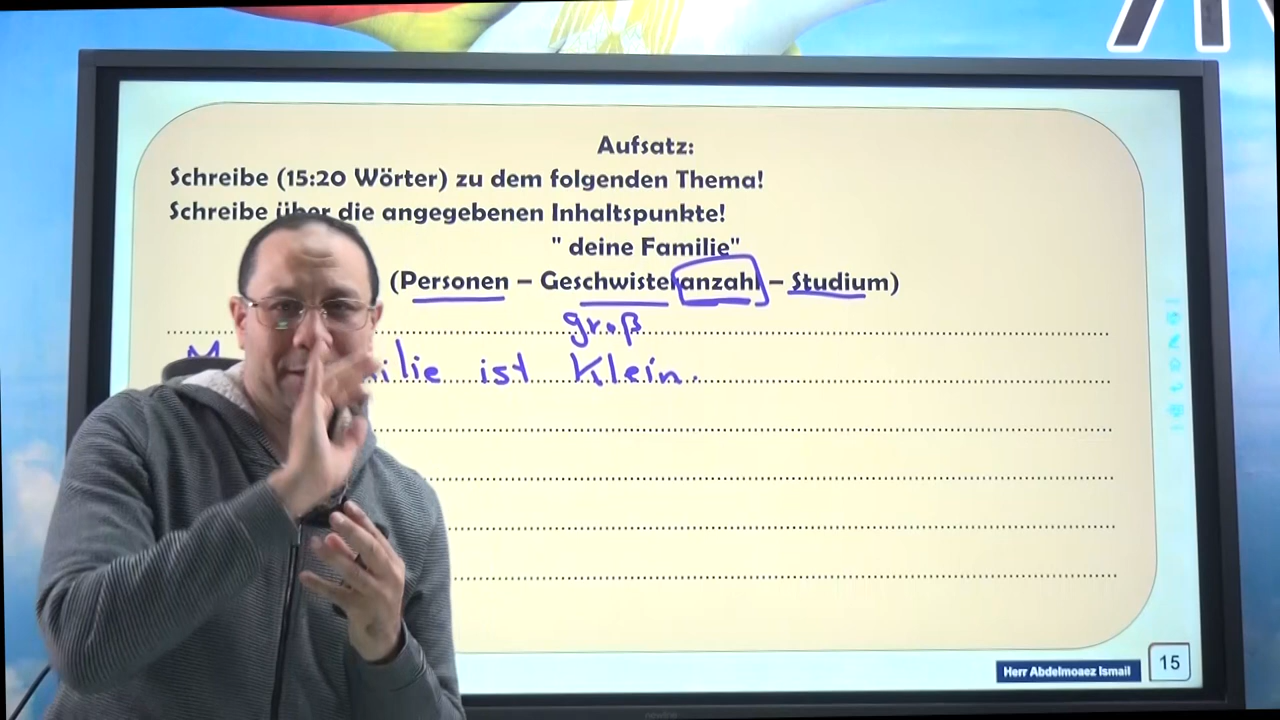 Aufsatz:
Schreibe (15:20 Wörter) zu dem folgenden Thema!
Schreibe über die angegebenen Inhaltspunkte!
" deine Familie"
(Personen – Geschwisteranzahl – Studium)
groß
ist Klein.
Herr Abdelmoaez Ismail
15